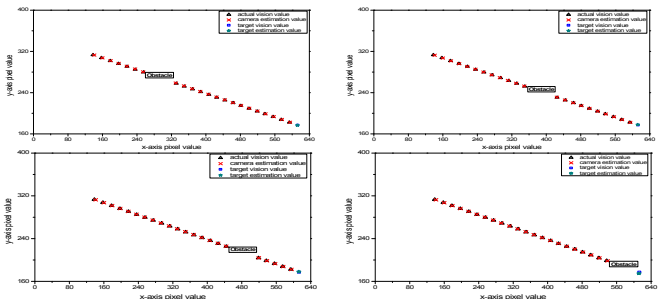 400
320
240
160
y-axis pixel value
actual vision value
camera estimation value
target vision value
target estimation value
Obstacle
0 80 160 240 320 400 480 560 640
x-axis pixel value
400
320
240
160
y-axis pixel value
actual vision value
camera estimation value
target vision value
target estimation value
Obstacle
0 80 160 240 320 400 480 560 640
x-axis pixel value
400
320
240
160
y-axis pixel value
actual vision value
camera estimation value
target vision value
target estimation value
Obstacle
0 80 160 240 320 400 480 560 640
x-axis pixel value
400
320
240
160
y-axis pixel value
actual vision value
camera estimation value
target vision value
target estimation value
Obstacle
0 80 160 240 320 400 480 560 640
x-axis pixel value